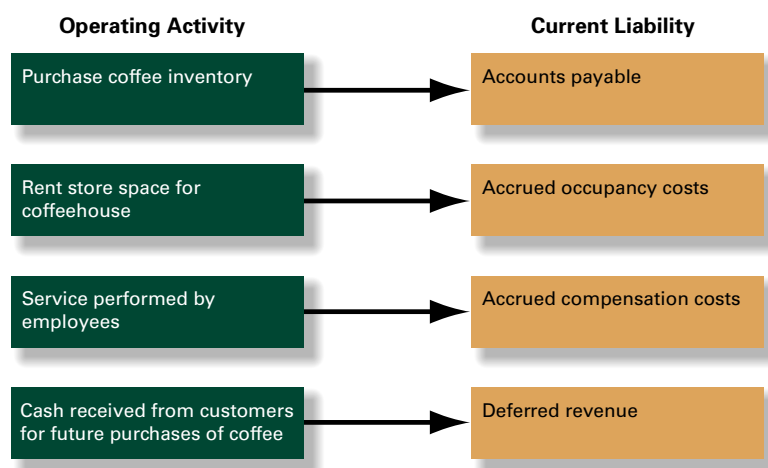 Operating Activity
Current Liability
Purchase coffee inventory
Accounts payable
Rent store space for
coffeehouse
Accrued occupancy costs
Service performed by
employees
Accrued compensation costs
Cash received from customers
for future purchases of coffee
Deferred revenue